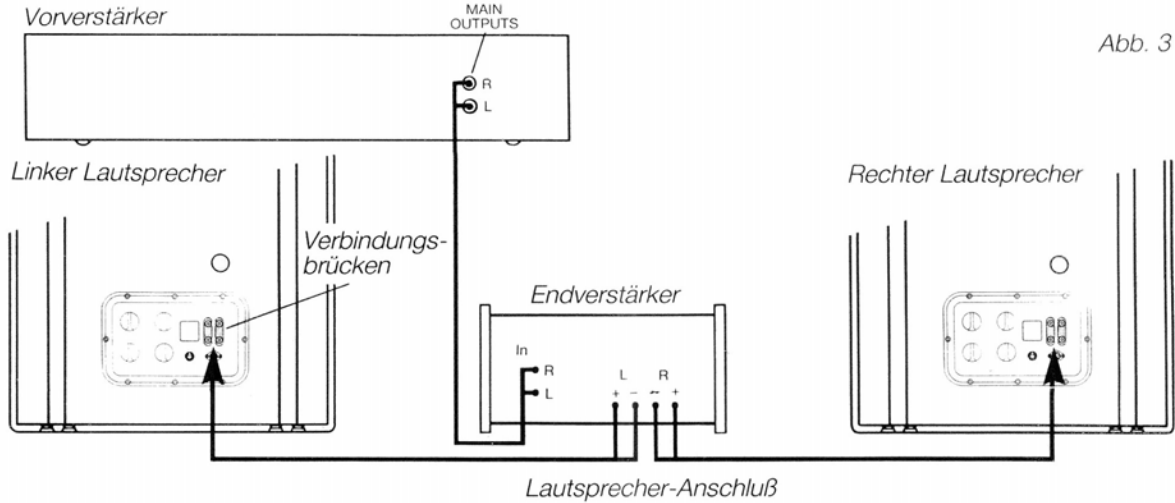 Vorverstärker
MAIN
OUTPUTS
Abb. 3
R
L
Linker Lautsprecher
Rechter Lautsprecher
Verbindungs-
brücken
Endverstärker
In
R
L
L R
+ − − +
Lautsprecher-Anschluß